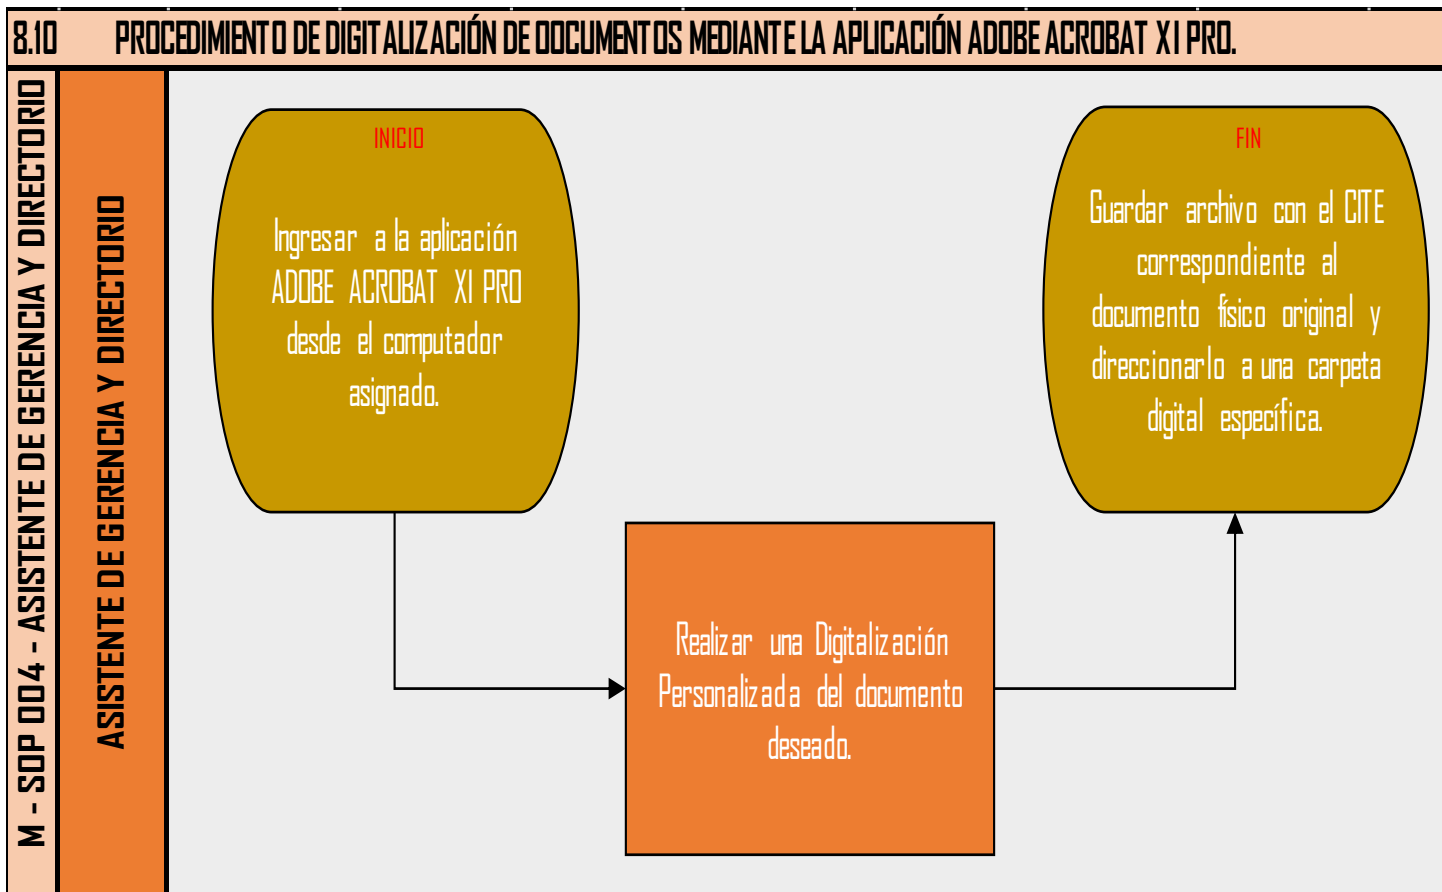 8.10 PROCEDIMIENTO DE DIGITALIZACIÓN DE DOCUMENTOS MEDIANTE LA APLICACIÓN ADOBE ACROBAT XI PRO.
M - SOP 004 - ASISTENTE DE GERENCIA Y DIRECTORIO
ASISTENTE DE GERENCIA Y DIRECTORIO
INICIO
Ingresar a la aplicación
ADOBE ACROBAT XI PRO
desde el computador
asignado.
Realizar una Digitalización
Personalizada del documento
deseado.
FIN
Guardar archivo con el CITE
correspondiente al
documento físico original y
direccionarlo a una carpeta
digital específica.